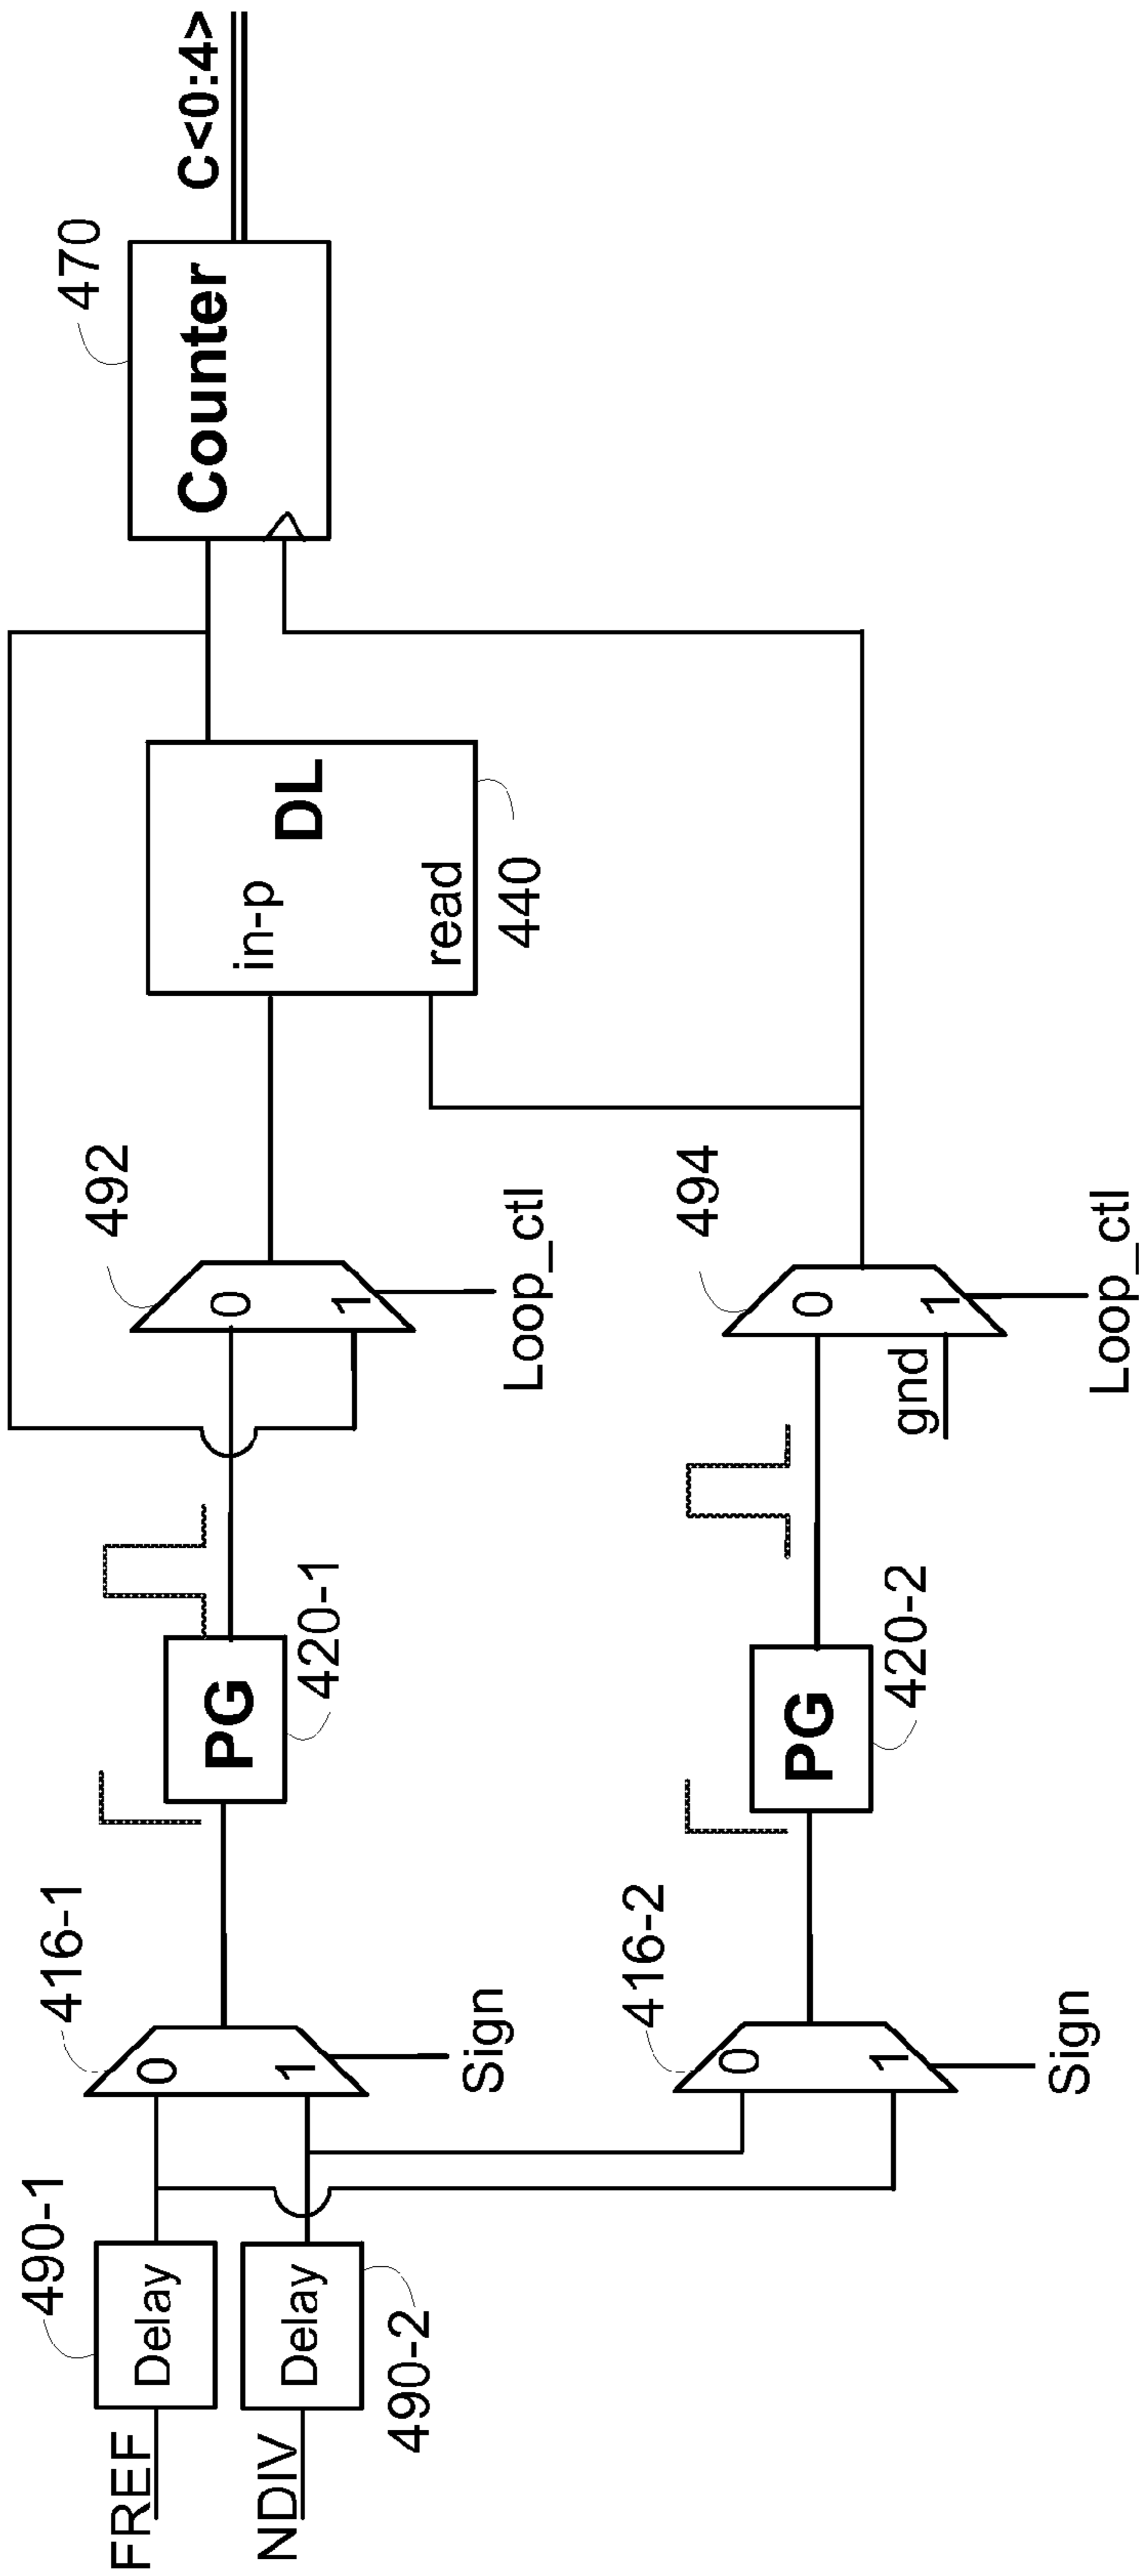 FREF
NDIV
490-1
Delay
Delay
490-2
416-1
0
1
Sign
416-2
0
1
Sign
PG
420-1
PG
420-2
492
0
1
Loop_ctl
494
0
1
gnd
Loop_ctl
in-p
DL
read
440
470
Counter
C<0:4>